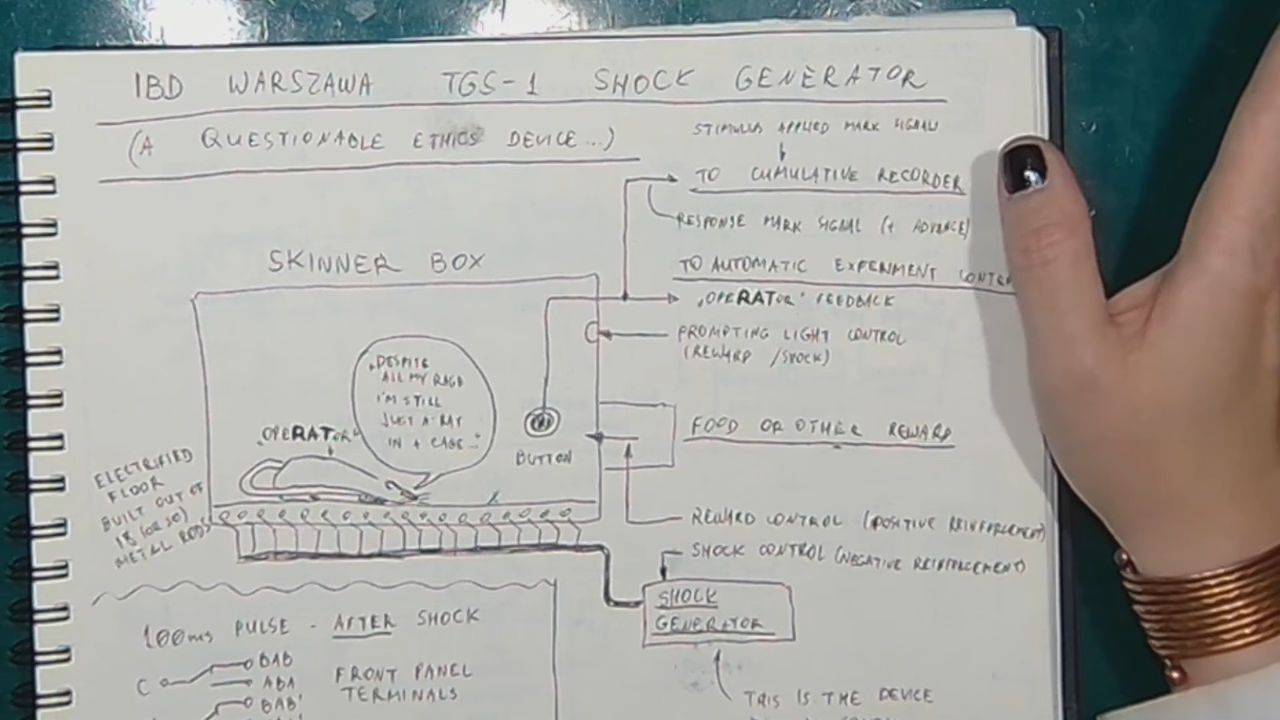 IBD WARSZAWA TGS-1 SHOCK GENERATOR
(A QUESTIONABLE ETHICS DEVICE...)
STIMULUS APPLIED MARK SIGNAL
TO CUMULATIVE RECORDER
RESPONSE MARK SIGNAL (+ ADVANCE)
TO AUTOMATIC EXPERIMENT
„OPERATOR" FEEDBACK
PROMPTING LIGHT CONTROL
(REWARD /SHOCK)
SKINNER BOX
„DESPITE
ALL MY RAGE
I'M STILL
JUST A RAT
IN A CAGE..."
„OPERATOR"
BUTTON
FOOD OR OTHER REWARD
ELECTRIFIED
FLOOR
BUILT OUT OF
18 (OR SO)
METAL RODS
REWARD CONTROL (POSITIVE REINFORCEMENT)
SHOCK CONTROL (NEGATIVE REINFORCEMENT)
SHOCK
GENERATOR
THIS IS THE DEVICE
100ms PULSE - AFTER SHOCK
FRONT PANEL
TERMINALS
C
BAB
ABA
BAB'